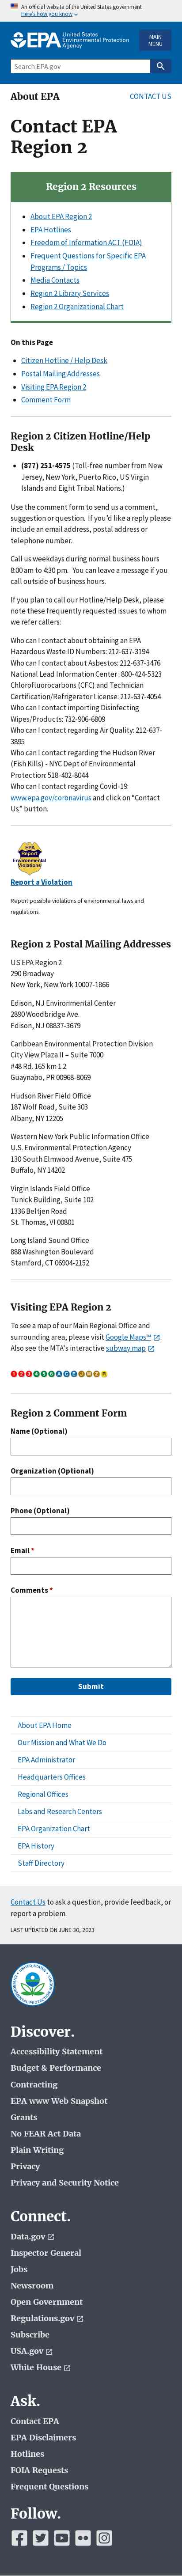 An official website of the United States government
Here's how you know
EPA United States
Environmental Protection
Agency
MAIN
MENU
Search EPA.gov
About EPA
CONTACT US
Contact EPA
Region 2
Region 2 Resources
About EPA Region 2
EPA Hotlines
Freedom of Information ACT (FOIA)
Frequent Questions for Specific EPA
Programs / Topics
Media Contacts
Region 2 Library Services
Region 2 Organizational Chart
On this Page
Citizen Hotline / Help Desk
Postal Mailing Addresses
Visiting EPA Region 2
Comment Form
Region 2 Citizen Hotline/Help
Desk
(877) 251-4575 (Toll-free number from New
Jersey, New York, Puerto Rico, US Virgin
Islands and Eight Tribal Nations.)
Use the comment form to send us a comment,
suggestion or question. If you'd like a reply please
include your email address, postal address or
telephone number.
Call us weekdays during normal business hours
8:00 am to 4:30 pm. You can leave a message if you
call outside of business hours.
If you plan to call our Hotline/Help Desk, listed
below is information that may provide you with
whom to reach if you need assistance with any of
the few callers:
Who can I contact about obtaining an EPA
Hazardous Waste ID Numbers: 212-637-3194
Who can I contact about Asbestos: 212-637-3476
National Lead Information Center : 800-424-5323
Chlorofluorocarbons (CFC) and Technician
Certification/Refrigerator License: 212-637-4054
Who can I contact regarding Importing Disinfecting
Wipes/Products: 732-906-6809
Who can I contact regarding Air Quality: 212-637-
3895
Who can I contact regarding the Hudson River
(Fish Kills) - NYC Department of Environmental
Protection: 518-402-8044
Who can I contact regarding Covid-19:
www.epa.gov/coronavirus and click on "Contact
Us" button.
EPA
Report
Environmental
Violations
Report a Violation
Report possible violations of environmental laws and
regulations.
Region 2 Postal Mailing Addresses
US EPA Region 2
290 Broadway
New York, New York 10007-1866
Edison, NJ Environmental Center
2890 Woodbridge Ave.
Edison, NJ 08837-3679
Caribbean Environmental Protection Division
City View Plaza II – Suite 7000
#48 Rd. 165 km 1.2
Guaynabo, PR 00968-8069
Hudson River Field Office
187 Wolf Road, Suite 303
Albany, NY 12205
Western New York Public Information Office
U.S. Environmental Protection Agency
130 South Elmwood Avenue, Suite 475
Buffalo, NY 14202
Virgin Islands Field Office
Tunick Building, Suite 102
1336 Beltjen Road
St. Thomas, VI 00801
Long Island Sound Office
888 Washington Boulevard
Stamford, CT 06904-2152
Visiting EPA Region 2
To see a map of our Main Regional Office and
surrounding area, please visit Google Maps™ .
Also see the MTA's interactive subway map
1 2 3 4 5 6 A C E J M Z R
Region 2 Comment Form
Name (Optional)
Organization (Optional)
Phone (Optional)
Email *
Comments *
Submit
About EPA Home
Our Mission and What We Do
EPA Administrator
Headquarters Offices
Regional Offices
Labs and Research Centers
EPA Organization Chart
EPA History
Staff Directory
Contact Us to ask a question, provide feedback, or
report a problem.
LAST UPDATED ON JUNE 30, 2023
Discover.
Accessibility Statement
Budget & Performance
Contracting
EPA www Web Snapshot
Grants
No FEAR Act Data
Plain Writing
Privacy
Privacy and Security Notice
Connect.
Data.gov
Inspector General
Jobs
Newsroom
Open Government
Regulations.gov
Subscribe
USA.gov
White House
Ask.
Contact EPA
EPA Disclaimers
Hotlines
FOIA Requests
Frequent Questions
Follow.